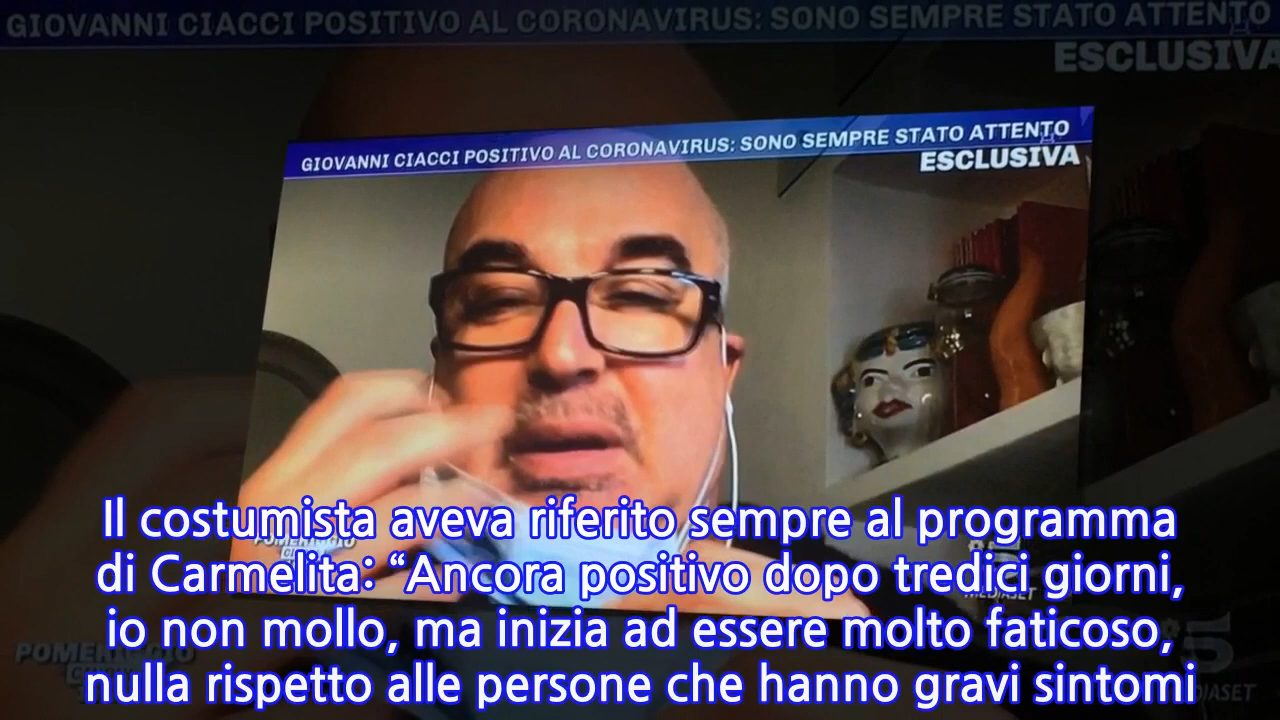 GIOVANNI CIACCI POSITIVO AL CORONAVIRUS: SONO SEMPRE STATO ATTENTO
ESCLUSIVA
GIOVANNI CIACCI POSITIVO AL CORONAVIRUS: SONO SEMPRE STATO ATTENTO
ESCLUSIVA
Il costumista aveva riferito sempre al programma
di Carmelita: “Ancora positivo dopo tredici giorni,
io non mollo, ma inizia ad essere molto faticoso,
nulla rispetto alle persone che hanno gravi sintomi